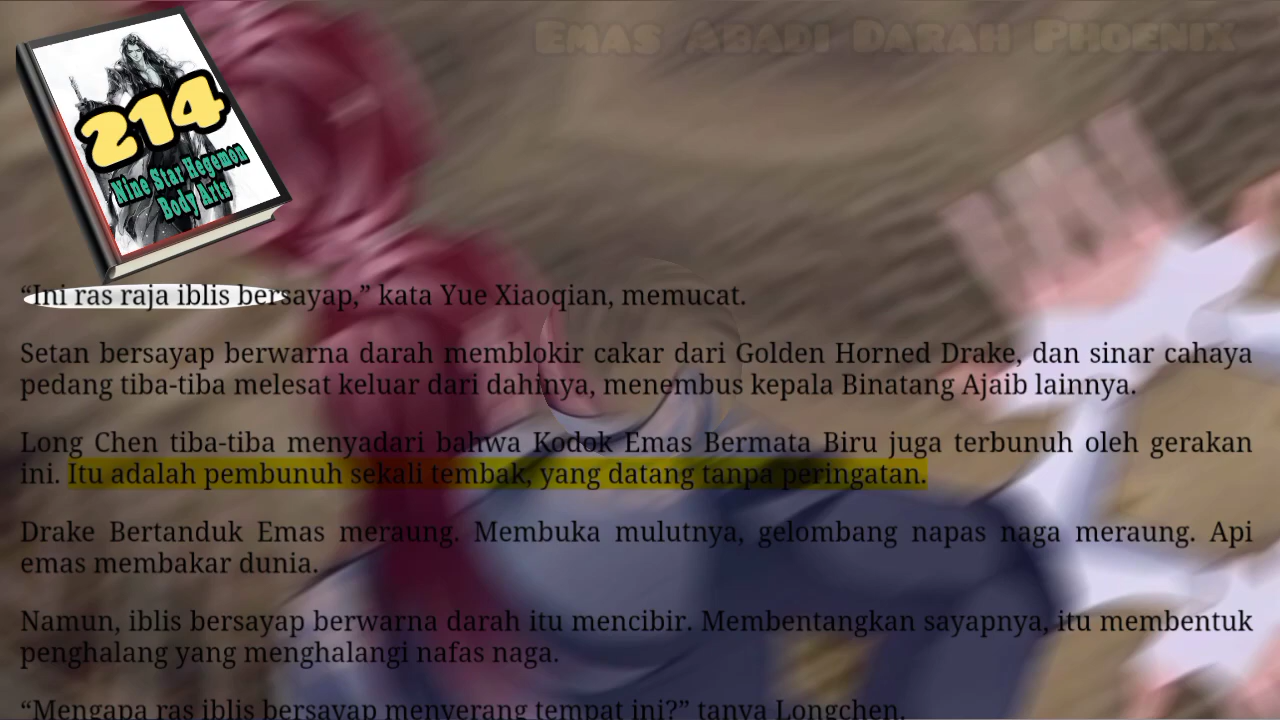 Emas Abadi Darah Phoenix
214
Nine Star Hegemon
Body Arts
“Ini ras raja iblis bersayap,” kata Yue Xiaoqian, memucat.
Setan bersayap berwarna darah memblokir cakar dari Golden Horned Drake, dan sinar cahaya
pedang tiba-tiba melesat keluar dari dahinya, menembus kepala Binatang Ajaib lainnya.
Long Chen tiba-tiba menyadari bahwa Kodok Emas Bermata Biru juga terbunuh oleh gerakan
ini. Itu adalah pembunuh sekali tembak, yang datang tanpa peringatan.
Drake Bertanduk Emas meraung. Membuka mulutnya, gelombang napas naga meraung. Api
emas membakar dunia.
Namun, iblis bersayap berwarna darah itu mencibir. Membentangkan sayapnya, itu membentuk
penghalang yang menghalangi nafas naga.
“Mengapa ras iblis bersayap menyerang tempat ini?” tanya Longchen.